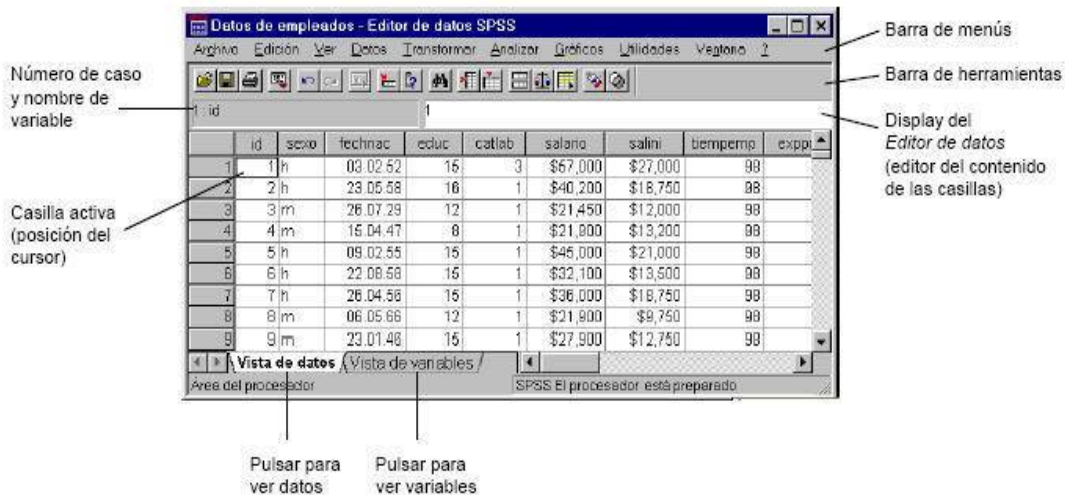 Datos de empleados - Editor de datos SPSS
Archivo Edición Ver Datos Transformar Analizar Gráficos Utilidades Ventana ?
Barra de menús
Barra de herramientas
Número de caso
y nombre de
variable
1 : id 1
Display del
Editor de datos
(editor del contenido
de las casillas)
id sexo fechnac educ catlab salario salini tiempemp
1 1 h 03.02.52 15 3 $57,000 $27,000 98
2 2 h 23.05.58 16 1 $40,200 $18,750 98
3 3 m 26.07.29 12 1 $21,450 $12,000 98
4 4 m 15.04.47 8 1 $21,900 $13,200 98
5 5 h 09.02.55 15 1 $45,000 $21,000 98
6 6 h 22.08.58 15 1 $32,100 $13,500 98
7 7 h 26.04.56 15 1 $36,000 $18,750 98
8 8 m 06.05.66 12 1 $21,900 $9,750 98
9 9 m 23.01.46 15 1 $27,900 $12,750 98
Casilla activa
(posición del
cursor)
Vista de datos Vista de variables
Área del procesador SPSS El procesador está preparado
Pulsar para
ver datos
Pulsar para
ver variables